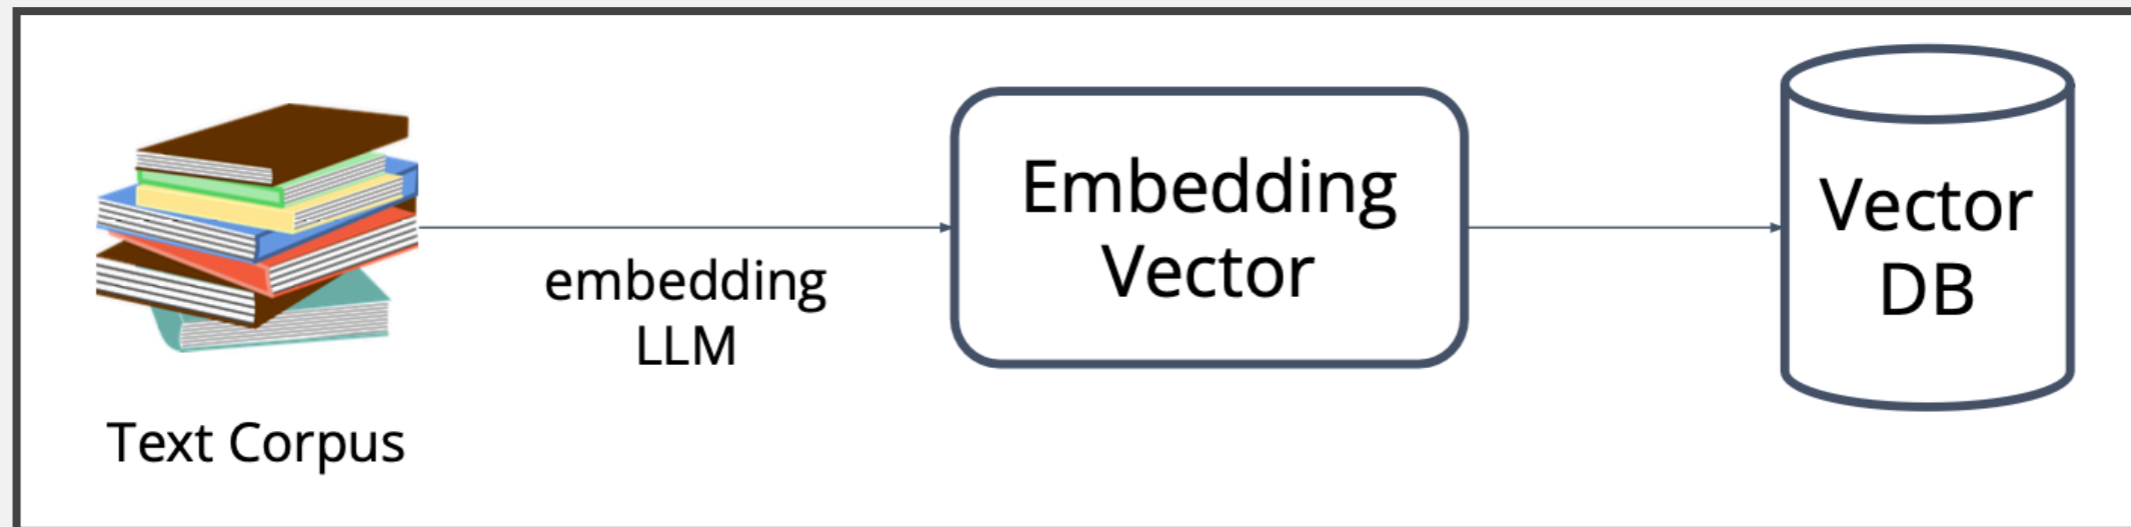 Text Corpus
embedding
LLM
Embedding
Vector
Vector
DB